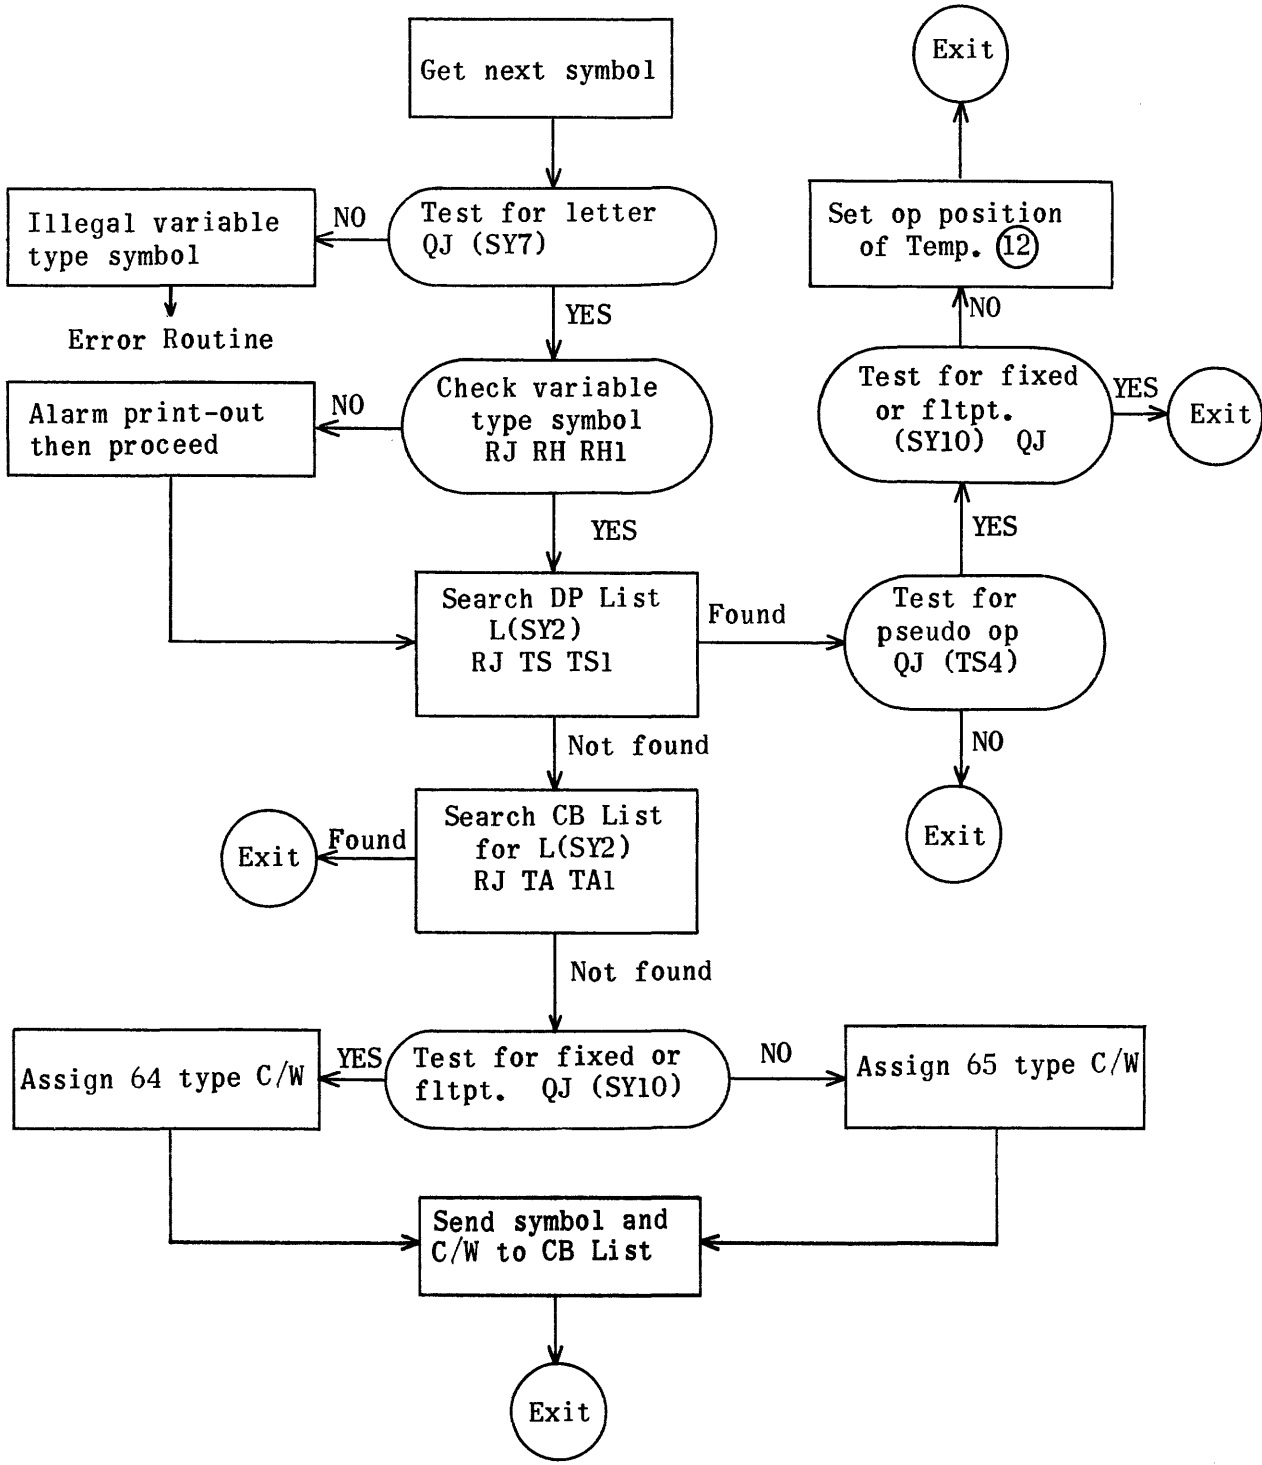 Get next symbol
Exit
Illegal variable
type symbol
NO
Test for letter
QJ (SY7)
Set op position
of Temp. 12
YES
NO
Error Routine
Alarm print-out
then proceed
NO
Check variable
type symbol
RJ RH RH1
Test for fixed
or fltpt.
(SY10) QJ
YES
Exit
YES
YES
Search DP List
L(SY2)
RJ TS TS1
Found
Test for
pseudo op
QJ (TS4)
Not found
NO
Exit
Found
Search CB List
for L(SY2)
RJ TA TA1
Exit
Not found
Assign 64 type C/W
YES
Test for fixed or
fltpt. QJ (SY10)
NO
Assign 65 type C/W
Send symbol and
C/W to CB List
Exit